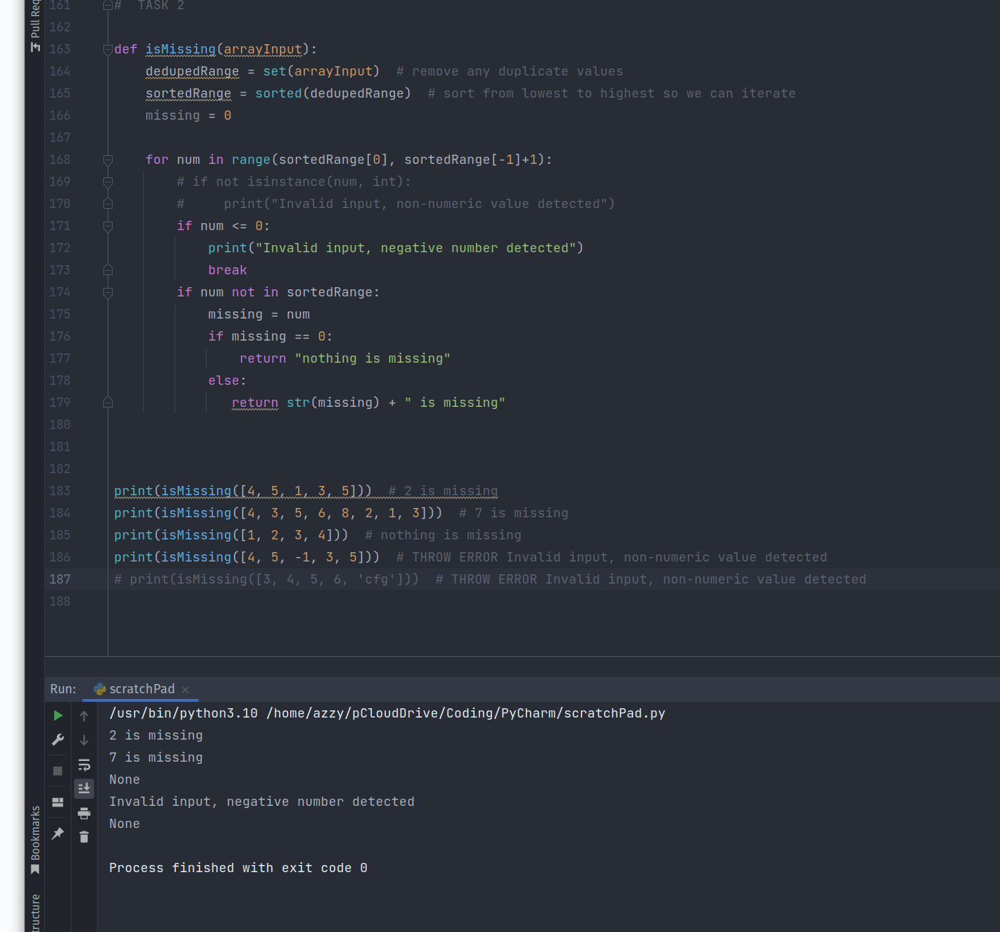 Pull Req
161 #  TASK 2
162
163 def isMissing(arrayInput):
164     dedupedRange = set(arrayInput)  # remove any duplicate values
165     sortedRange = sorted(dedupedRange)  # sort from lowest to highest so we can iterate
166     missing = 0
167
168     for num in range(sortedRange[0], sortedRange[-1]+1):
169         # if not isinstance(num, int):
170         #     print("Invalid input, non-numeric value detected")
171         if num <= 0:
172             print("Invalid input, negative number detected")
173             break
174         if num not in sortedRange:
175             missing = num
176             if missing == 0:
177                 return "nothing is missing"
178             else:
179                return str(missing) + " is missing"
180
181
182
183 print(isMissing([4, 5, 1, 3, 5]))  # 2 is missing
184 print(isMissing([4, 3, 5, 6, 8, 2, 1, 3]))  # 7 is missing
185 print(isMissing([1, 2, 3, 4]))  # nothing is missing
186 print(isMissing([4, 5, -1, 3, 5]))  # THROW ERROR Invalid input, non-numeric value detected
187 # print(isMissing([3, 4, 5, 6, 'cfg']))  # THROW ERROR Invalid input, non-numeric value detected
188
Run: scratchPad
/usr/bin/python3.10 /home/azzy/pCloudDrive/Coding/PyCharm/scratchPad.py
2 is missing
7 is missing
None
Invalid input, negative number detected
None
Process finished with exit code 0
Bookmarks
tructure